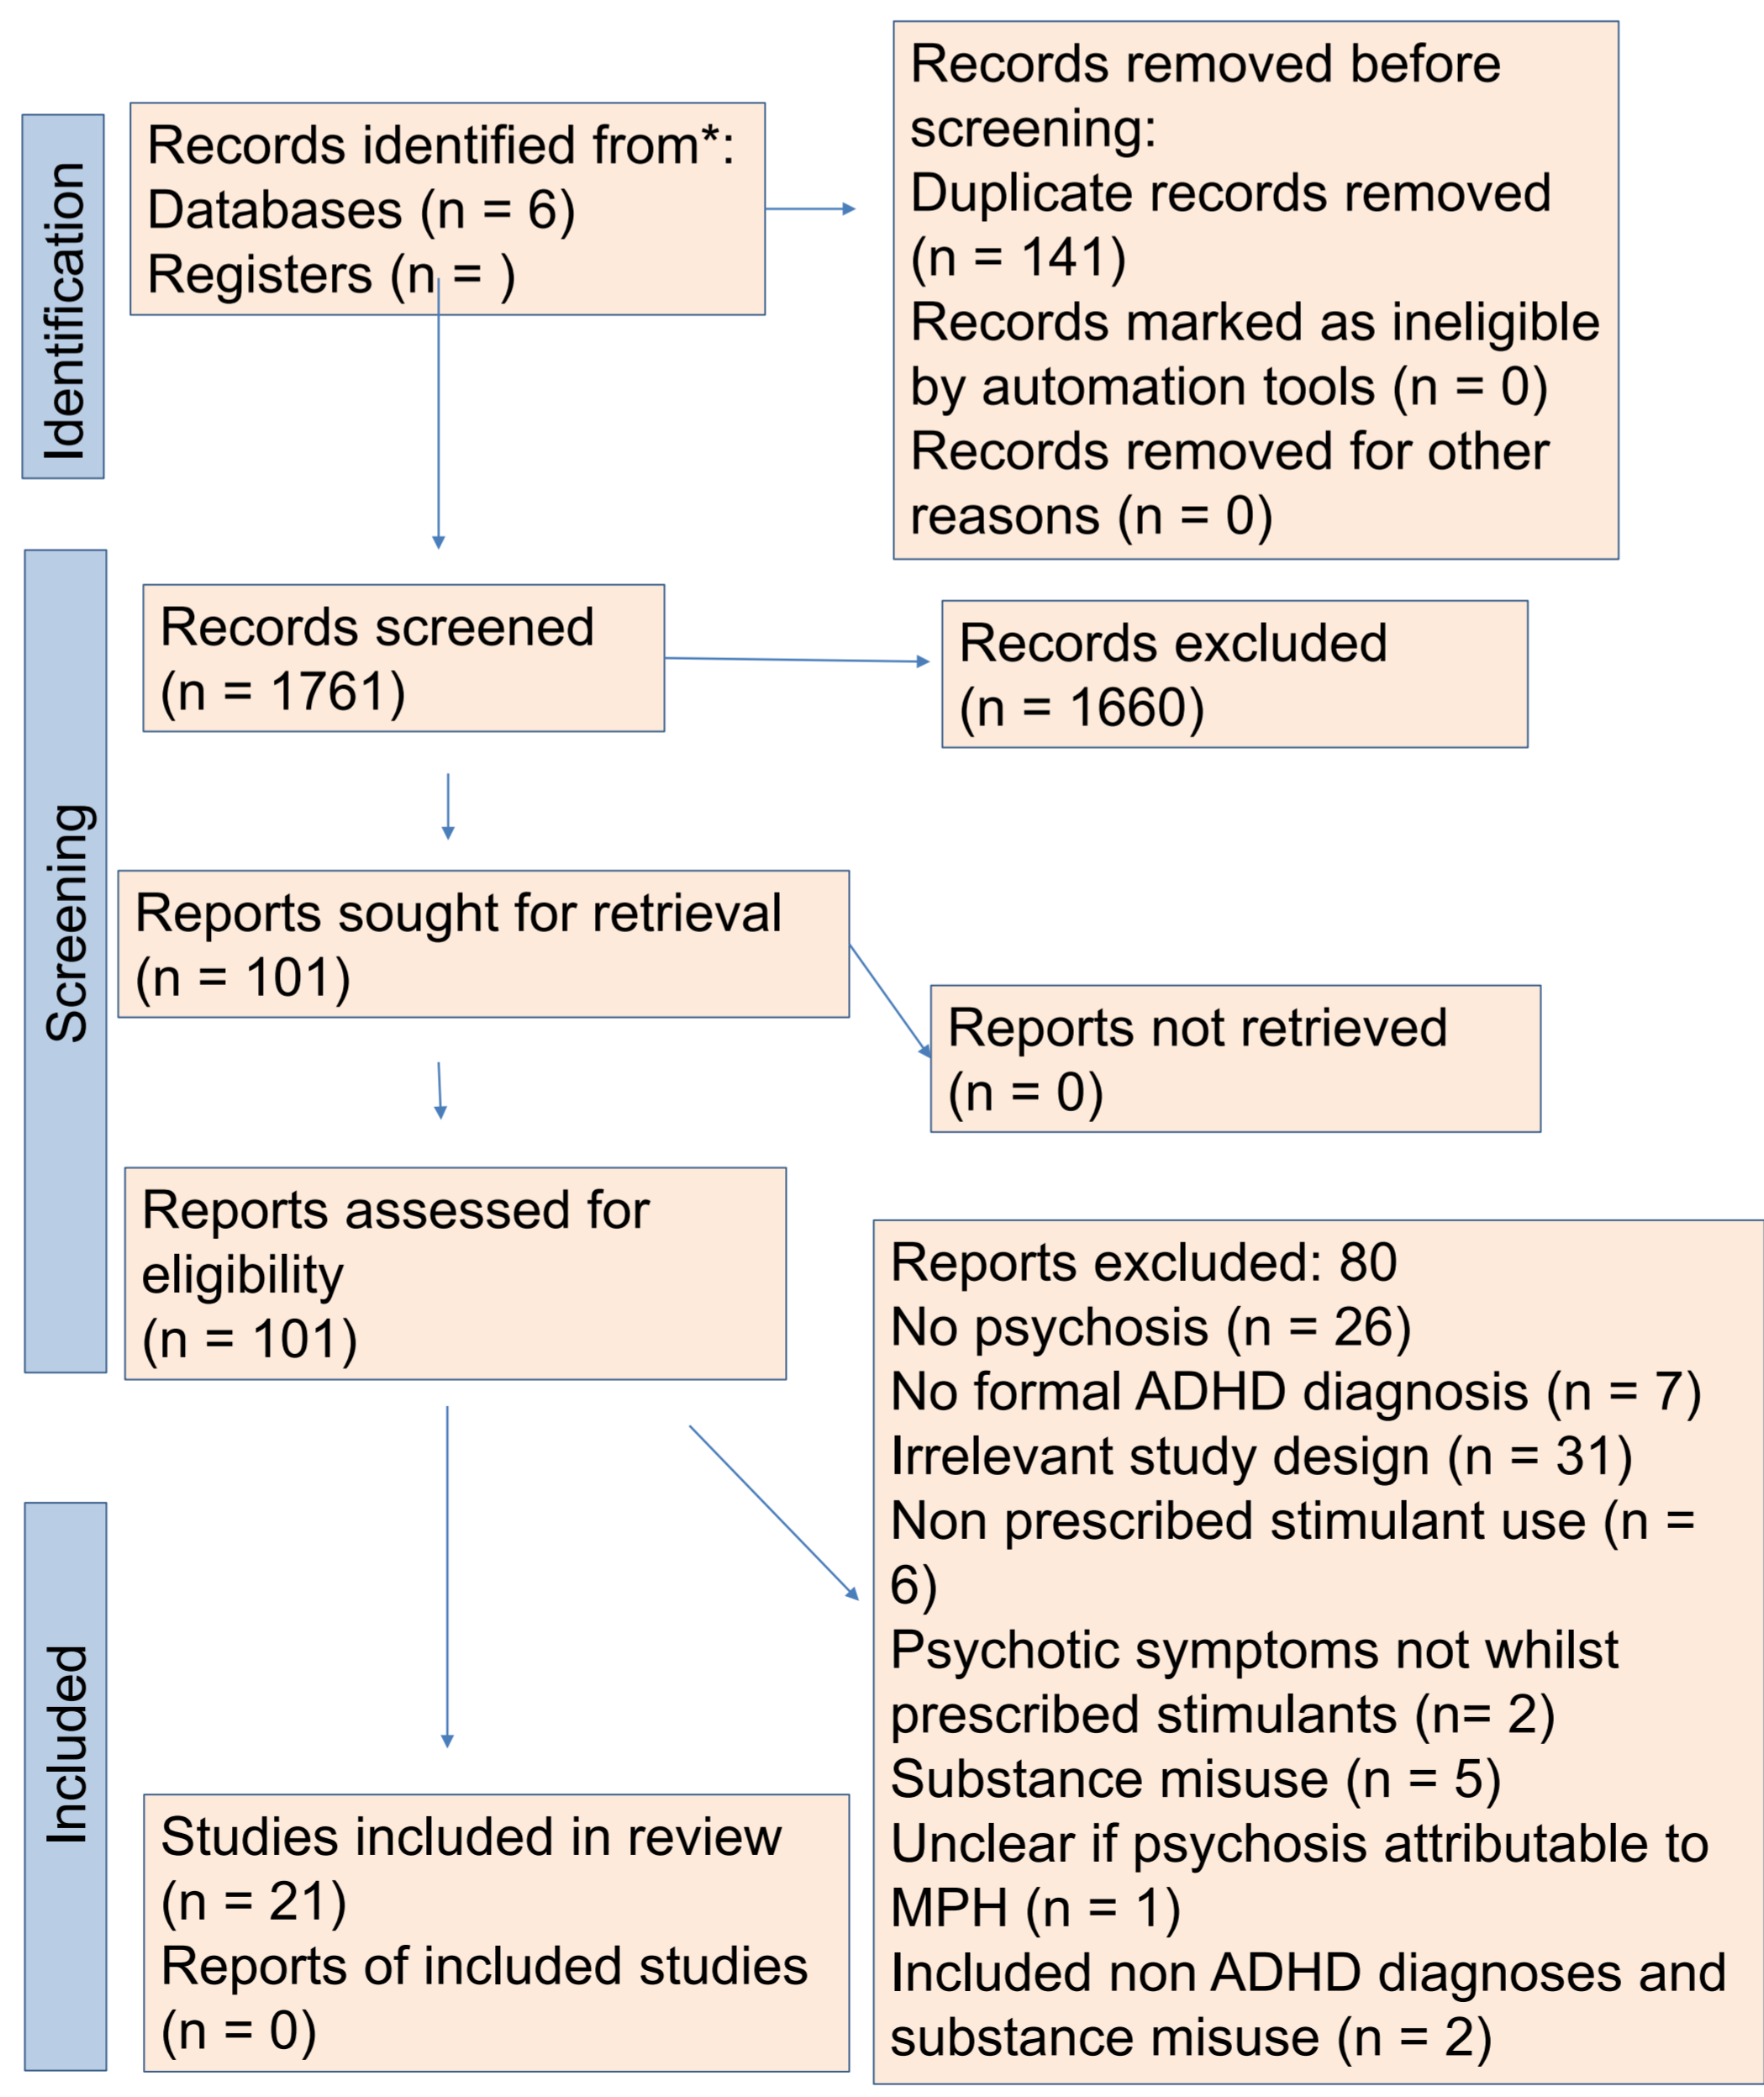 Identification
Records identified from*:
Databases (n = 6)
Registers (n = )
Records removed before
screening:
Duplicate records removed
(n = 141)
Records marked as ineligible
by automation tools (n = 0)
Records removed for other
reasons (n = 0)
Screening
Records screened
(n = 1761)
Records excluded
(n = 1660)
Reports sought for retrieval
(n = 101)
Reports not retrieved
(n = 0)
Reports assessed for
eligibility
(n = 101)
Reports excluded: 80
No psychosis (n = 26)
No formal ADHD diagnosis (n = 7)
Irrelevant study design (n = 31)
Non prescribed stimulant use (n =
6)
Psychotic symptoms not whilst
prescribed stimulants (n= 2)
Substance misuse (n = 5)
Unclear if psychosis attributable to
MPH (n = 1)
Included non ADHD diagnoses and
substance misuse (n = 2)
Included
Studies included in review
(n = 21)
Reports of included studies
(n = 0)